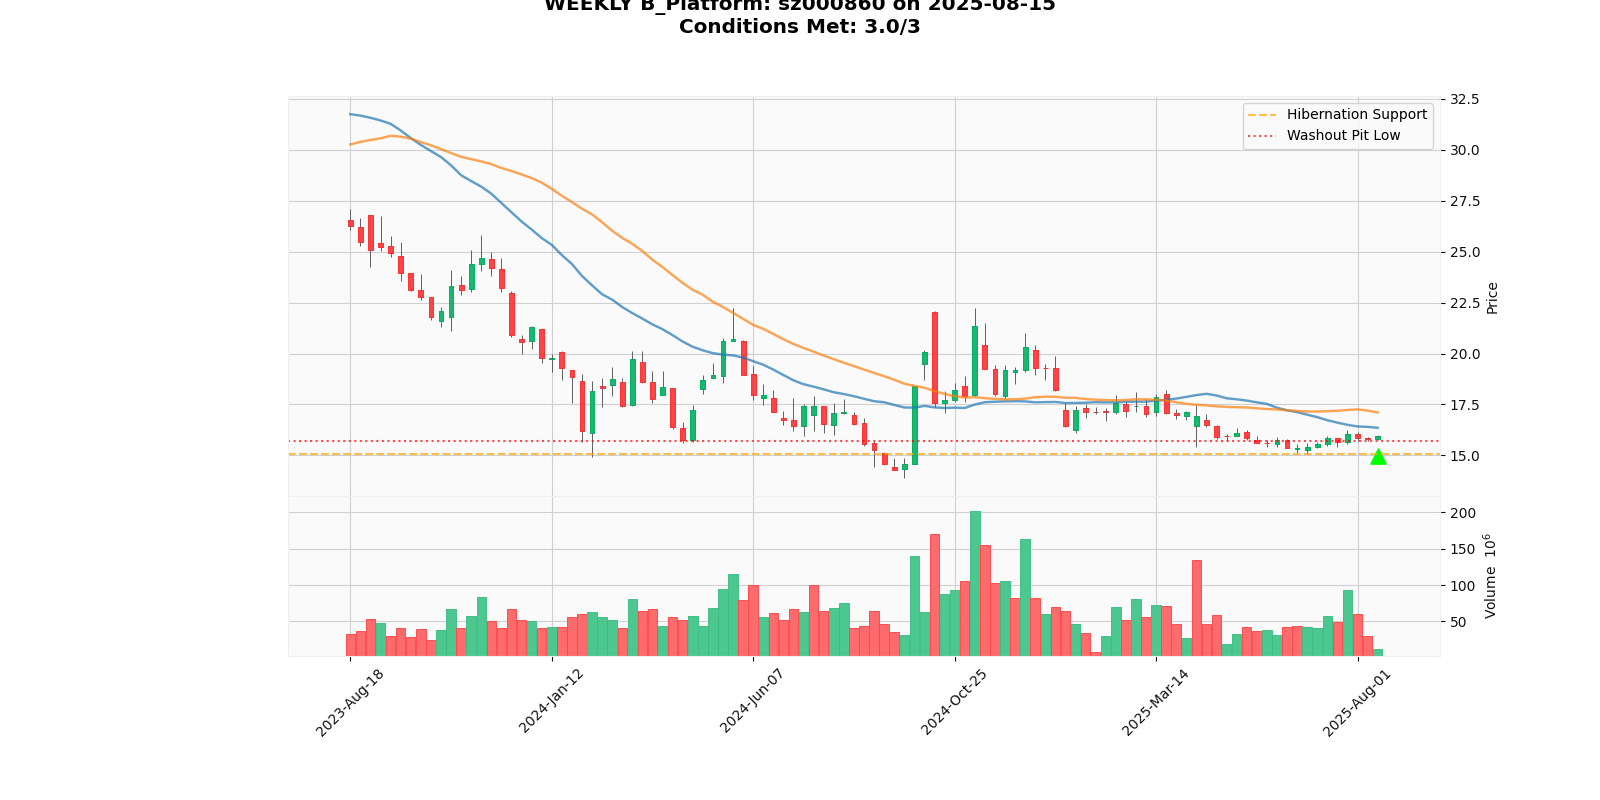 WEEKLY B_Platform: sz000860 on 2025-08-15
Conditions Met: 3.0/3
Hibernation Support
Washout Pit Low
32.5
30.0
27.5
25.0
22.5
20.0
17.5
15.0
Price
200
150
100
50
Volume 10^6
2023-Aug-18
2024-Jan-12
2024-Jun-07
2024-Oct-25
2025-Mar-14
2025-Aug-01